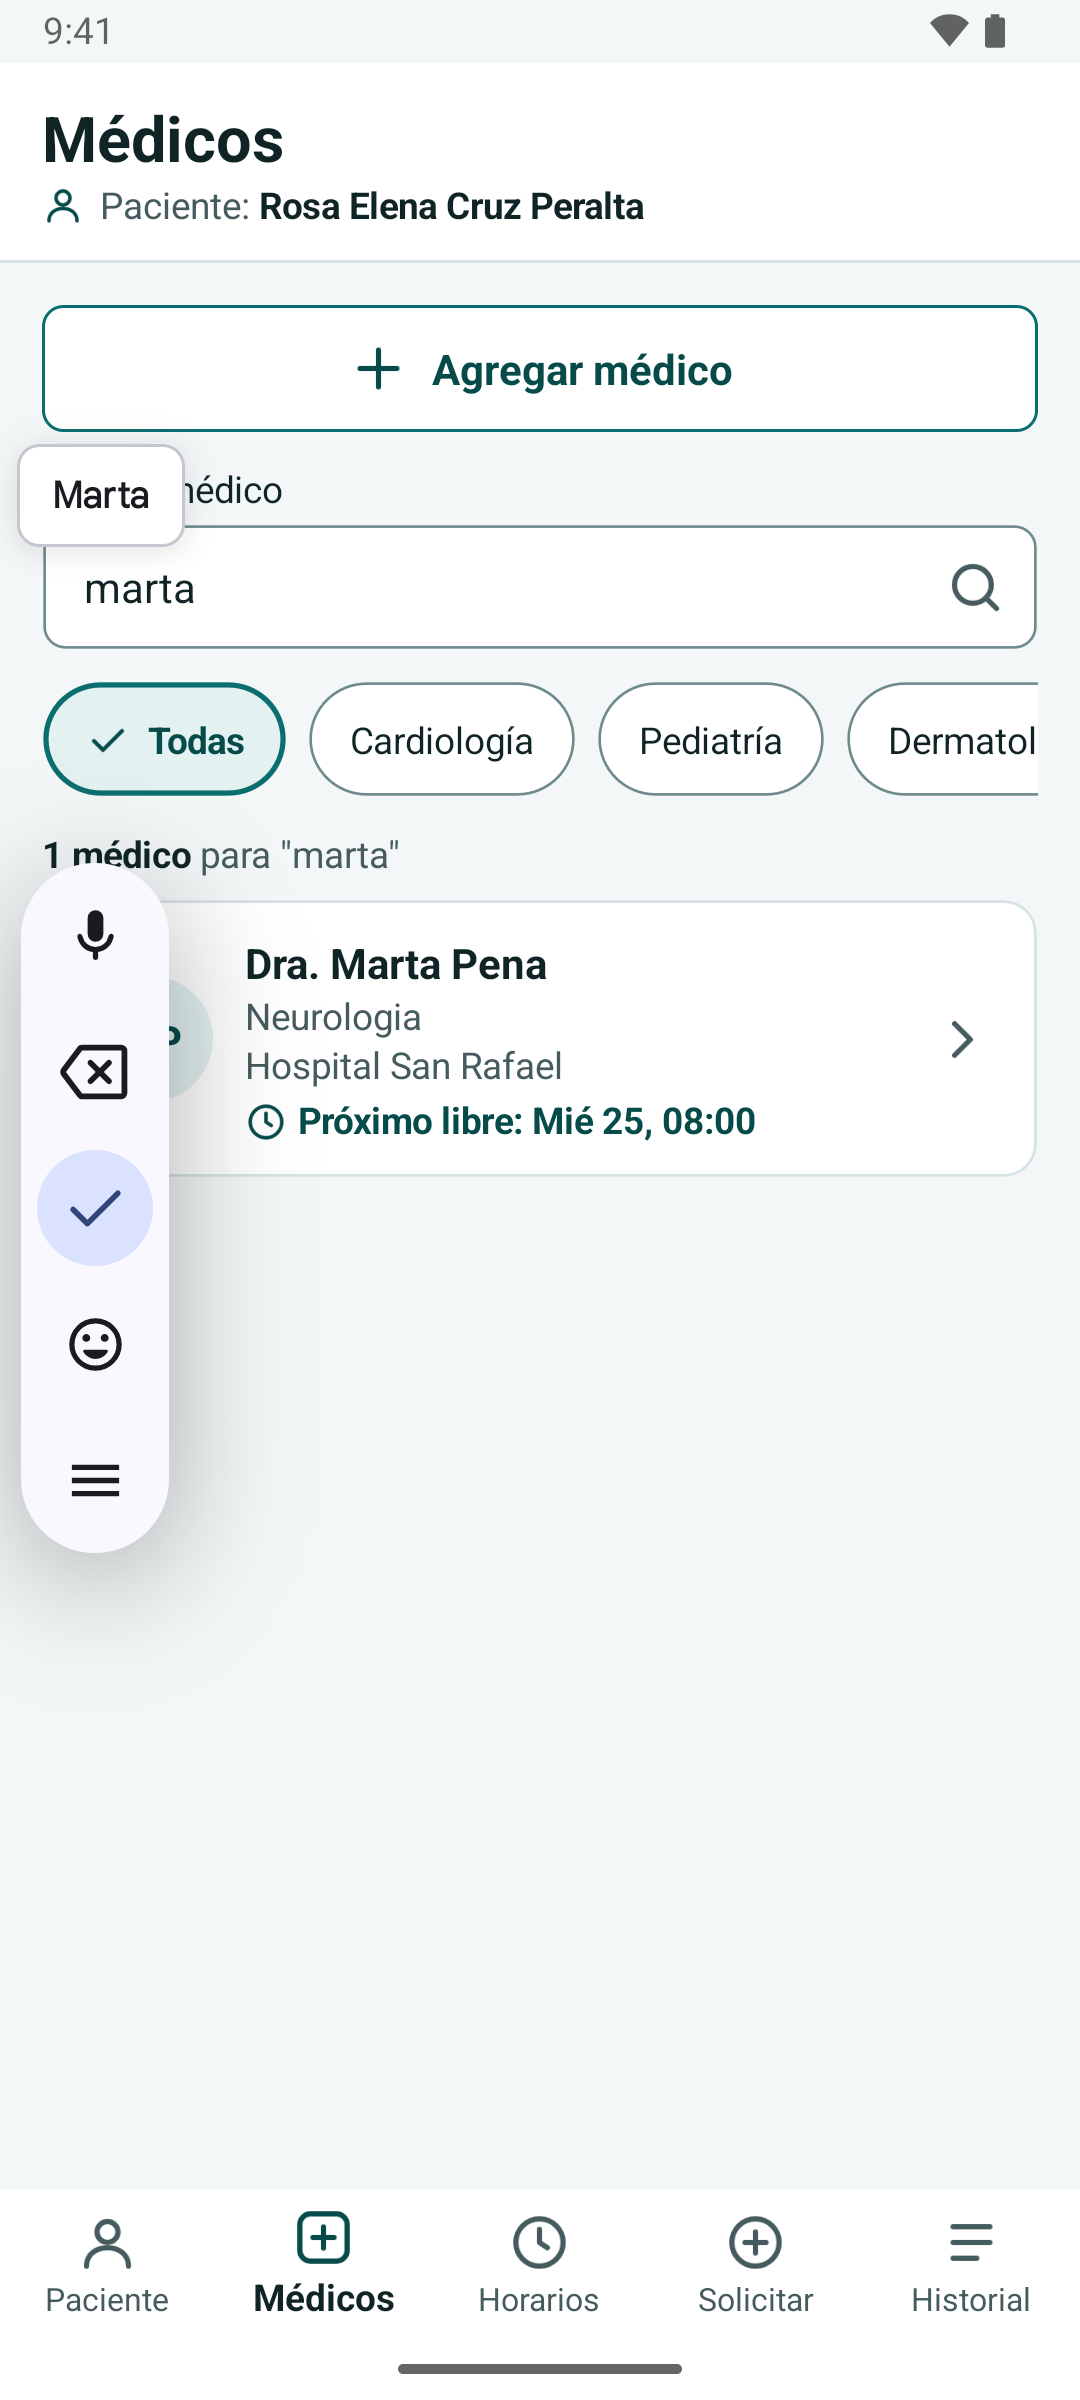 9:41
Médicos
Paciente: Rosa Elena Cruz Peralta
Agregar médico
Marta
médico
marta
Todas
Cardiología
Pediatría
Dermatol
1 médico para "marta"
Dra. Marta Pena
Neurologia
Hospital San Rafael
Próximo libre: Mié 25, 08:00
Paciente
Médicos
Horarios
Solicitar
Historial